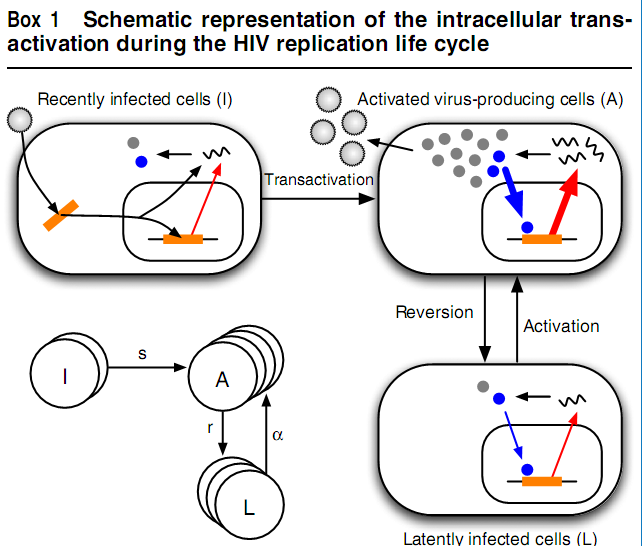 Box 1 Schematic representation of the intracellular trans-
activation during the HIV replication life cycle
Recently infected cells (I)
Activated virus-producing cells (A)
Transactivation
Reversion
Activation
I
s
A
r
α
L
Latently infected cells (L)